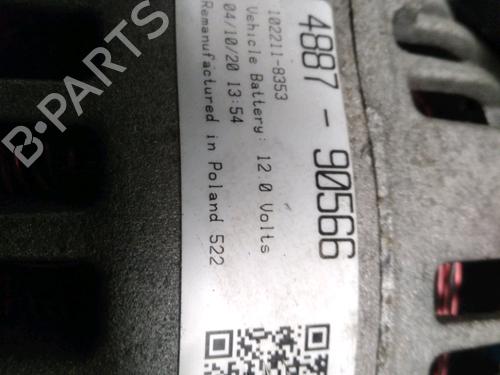 4887 - 90566
102211-8353
Vehicle Battery: 12.0 Volts
04/10/20 13:54
Remanufactured in Poland 522
B-PARTS